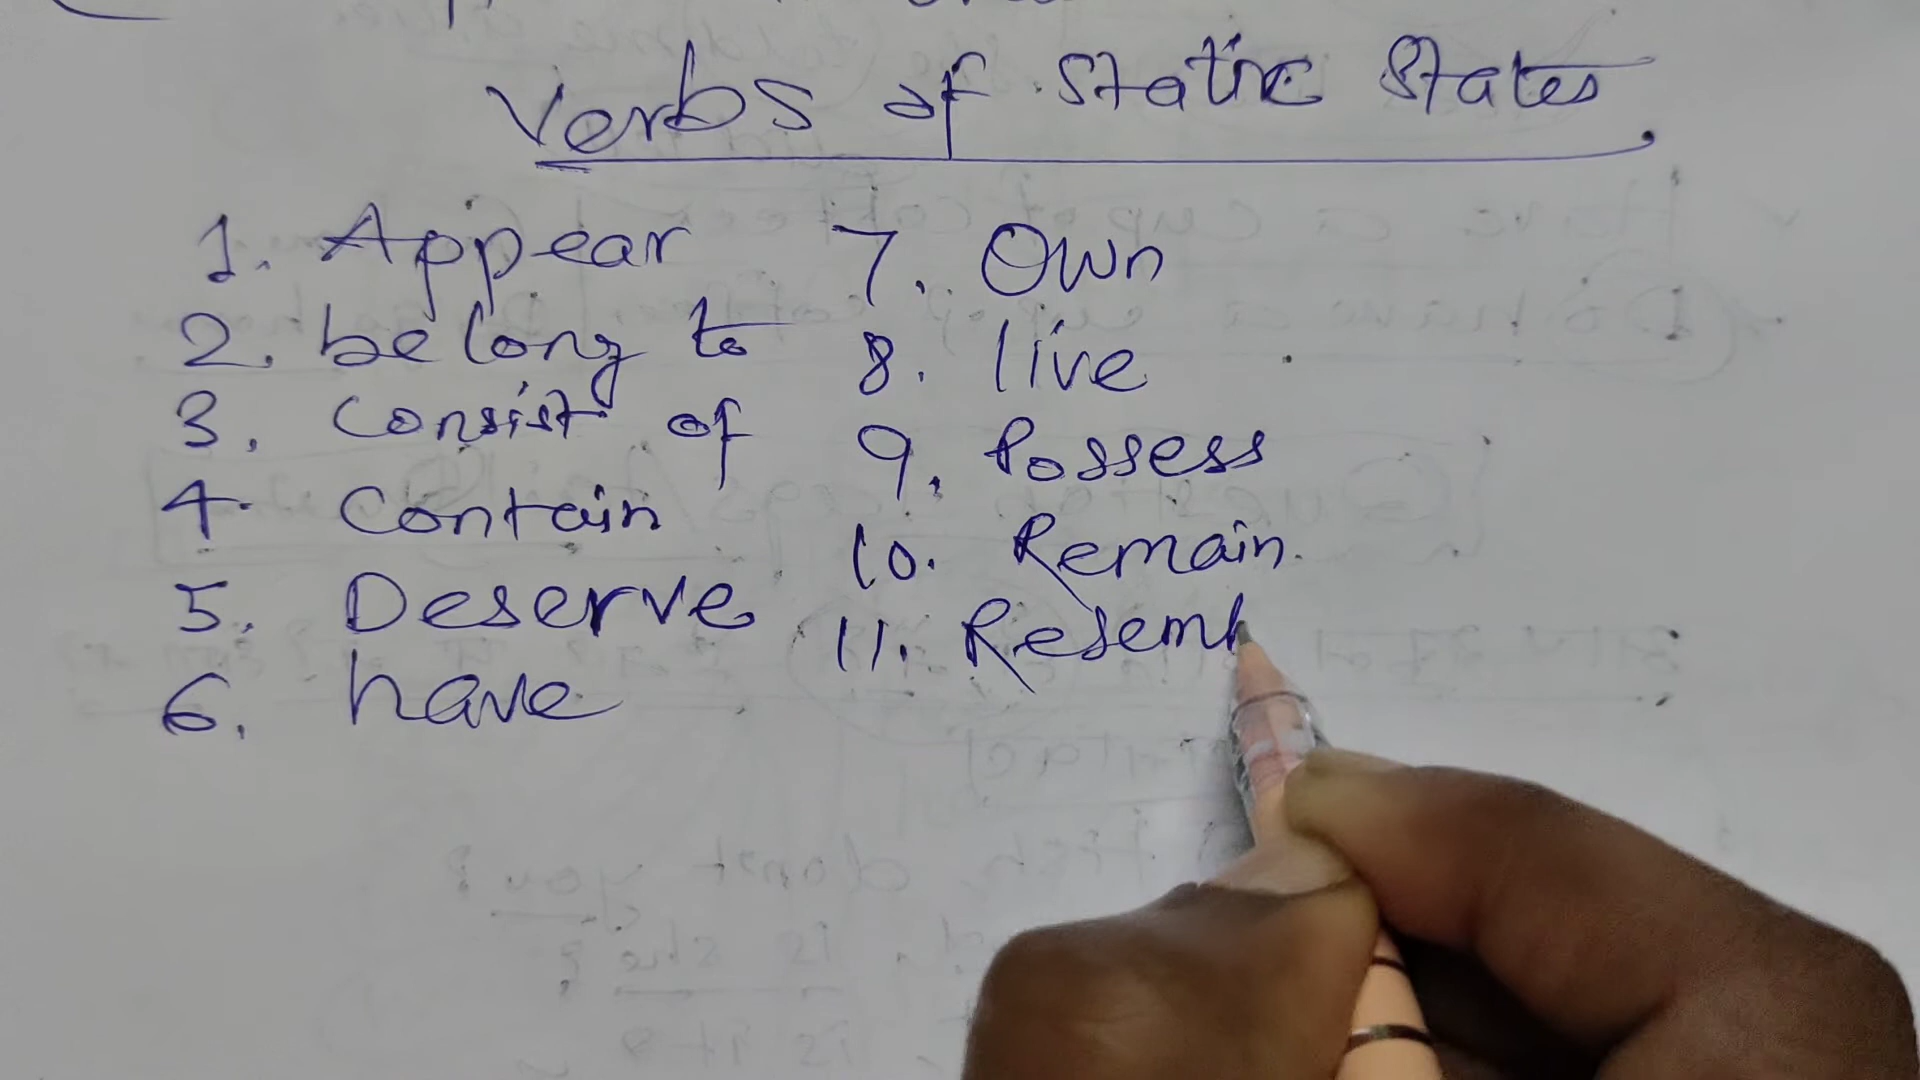 Verbs of Static States.
1. Appear
2. belong to
3. Consist of
4. Contain
5. Deserve
6. have
7. Own
8. live
9. Possess
10. Remain.
11. Resemb